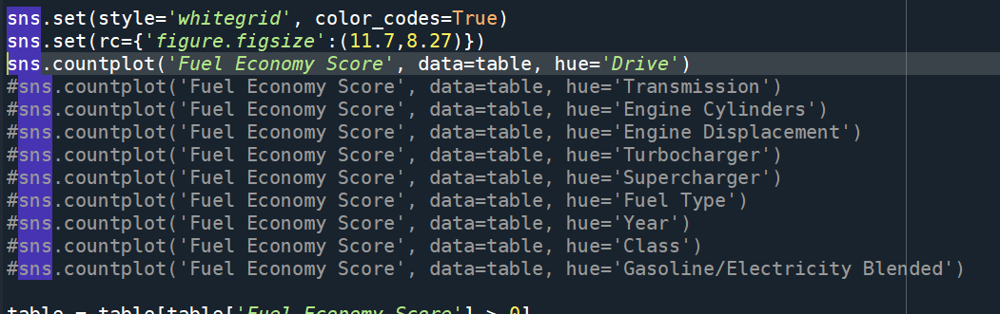 sns.set(style='whitegrid', color_codes=True)
sns.set(rc={'figure.figsize':(11.7,8.27)})
sns.countplot('Fuel Economy Score', data=table, hue='Drive')
#sns.countplot('Fuel Economy Score', data=table, hue='Transmission')
#sns.countplot('Fuel Economy Score', data=table, hue='Engine Cylinders')
#sns.countplot('Fuel Economy Score', data=table, hue='Engine Displacement')
#sns.countplot('Fuel Economy Score', data=table, hue='Turbocharger')
#sns.countplot('Fuel Economy Score', data=table, hue='Supercharger')
#sns.countplot('Fuel Economy Score', data=table, hue='Fuel Type')
#sns.countplot('Fuel Economy Score', data=table, hue='Year')
#sns.countplot('Fuel Economy Score', data=table, hue='Class')
#sns.countplot('Fuel Economy Score', data=table, hue='Gasoline/Electricity Blended')
table = table[table['Fuel Economy Score'] > 0]